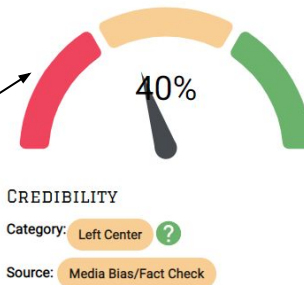 40%
CREDIBILITY
Category: Left Center ?
Source: Media Bias/Fact Check